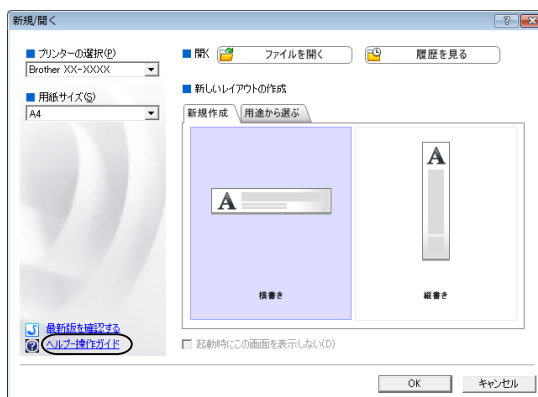 新規/開く
■ プリンターの選択(P)
Brother XX-XXXX
■ 用紙サイズ(S)
A4
最新版を確認する
ヘルプ-操作ガイド
■ 開く ファイルを開く 履歴を見る
■ 新しいレイアウトの作成
新規作成 用途から選ぶ
A A
横書き 縦書き
起動時にこの画面を表示しない(D)
OK キャンセル